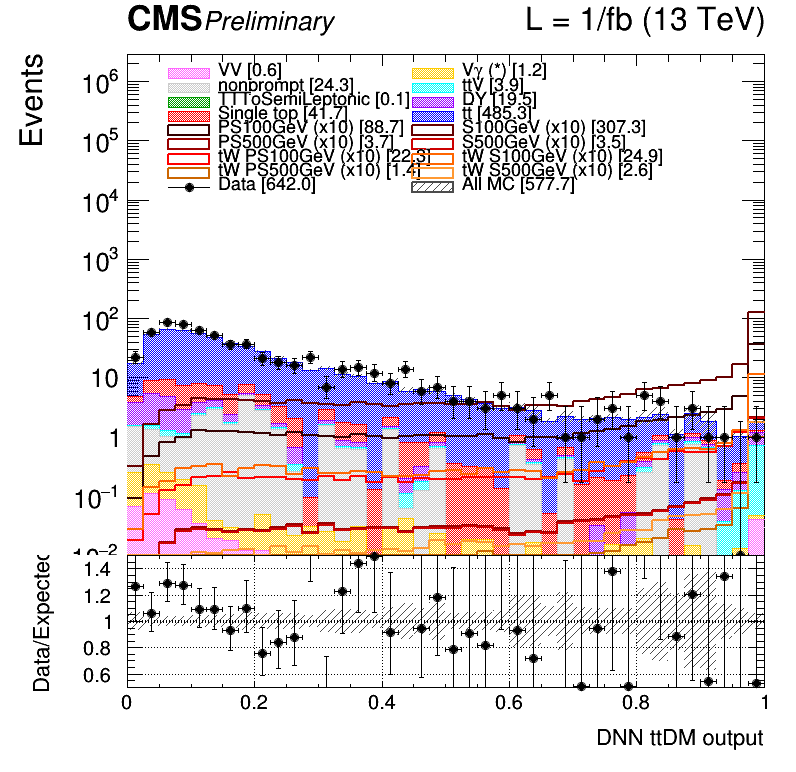 CMS Preliminary L = 1/fb (13 TeV)
Events
VV [0.6] Vγ (*) [1.2]
nonprompt [24.3] ttV [3.9]
TTToSemiLeptonic [0.1] DY [19.5]
Single top [41.7] tt [485.3]
PS100GeV (x10) [88.7] S100GeV (x10) [307.3]
PS500GeV (x10) [3.7] S500GeV (x10) [3.5]
tW PS100GeV (x10) [22.3] tW S100GeV (x10) [24.9]
tW PS500GeV (x10) [1.4] tW S500GeV (x10) [2.6]
Data [642.0] All MC [577.7]
10⁶
10⁵
10⁴
10³
10²
10
1
10⁻¹
10⁻²
Data/Expected
1.4
1.2
1
0.8
0.6
0 0.2 0.4 0.6 0.8 1
DNN ttDM output